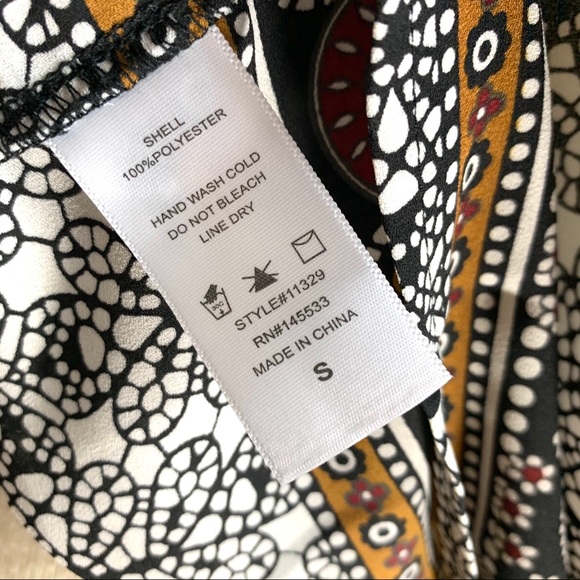 SHELL
100%POLYESTER
HAND WASH COLD
DO NOT BLEACH
LINE DRY
STYLE#11329
RN#145533
MADE IN CHINA
S